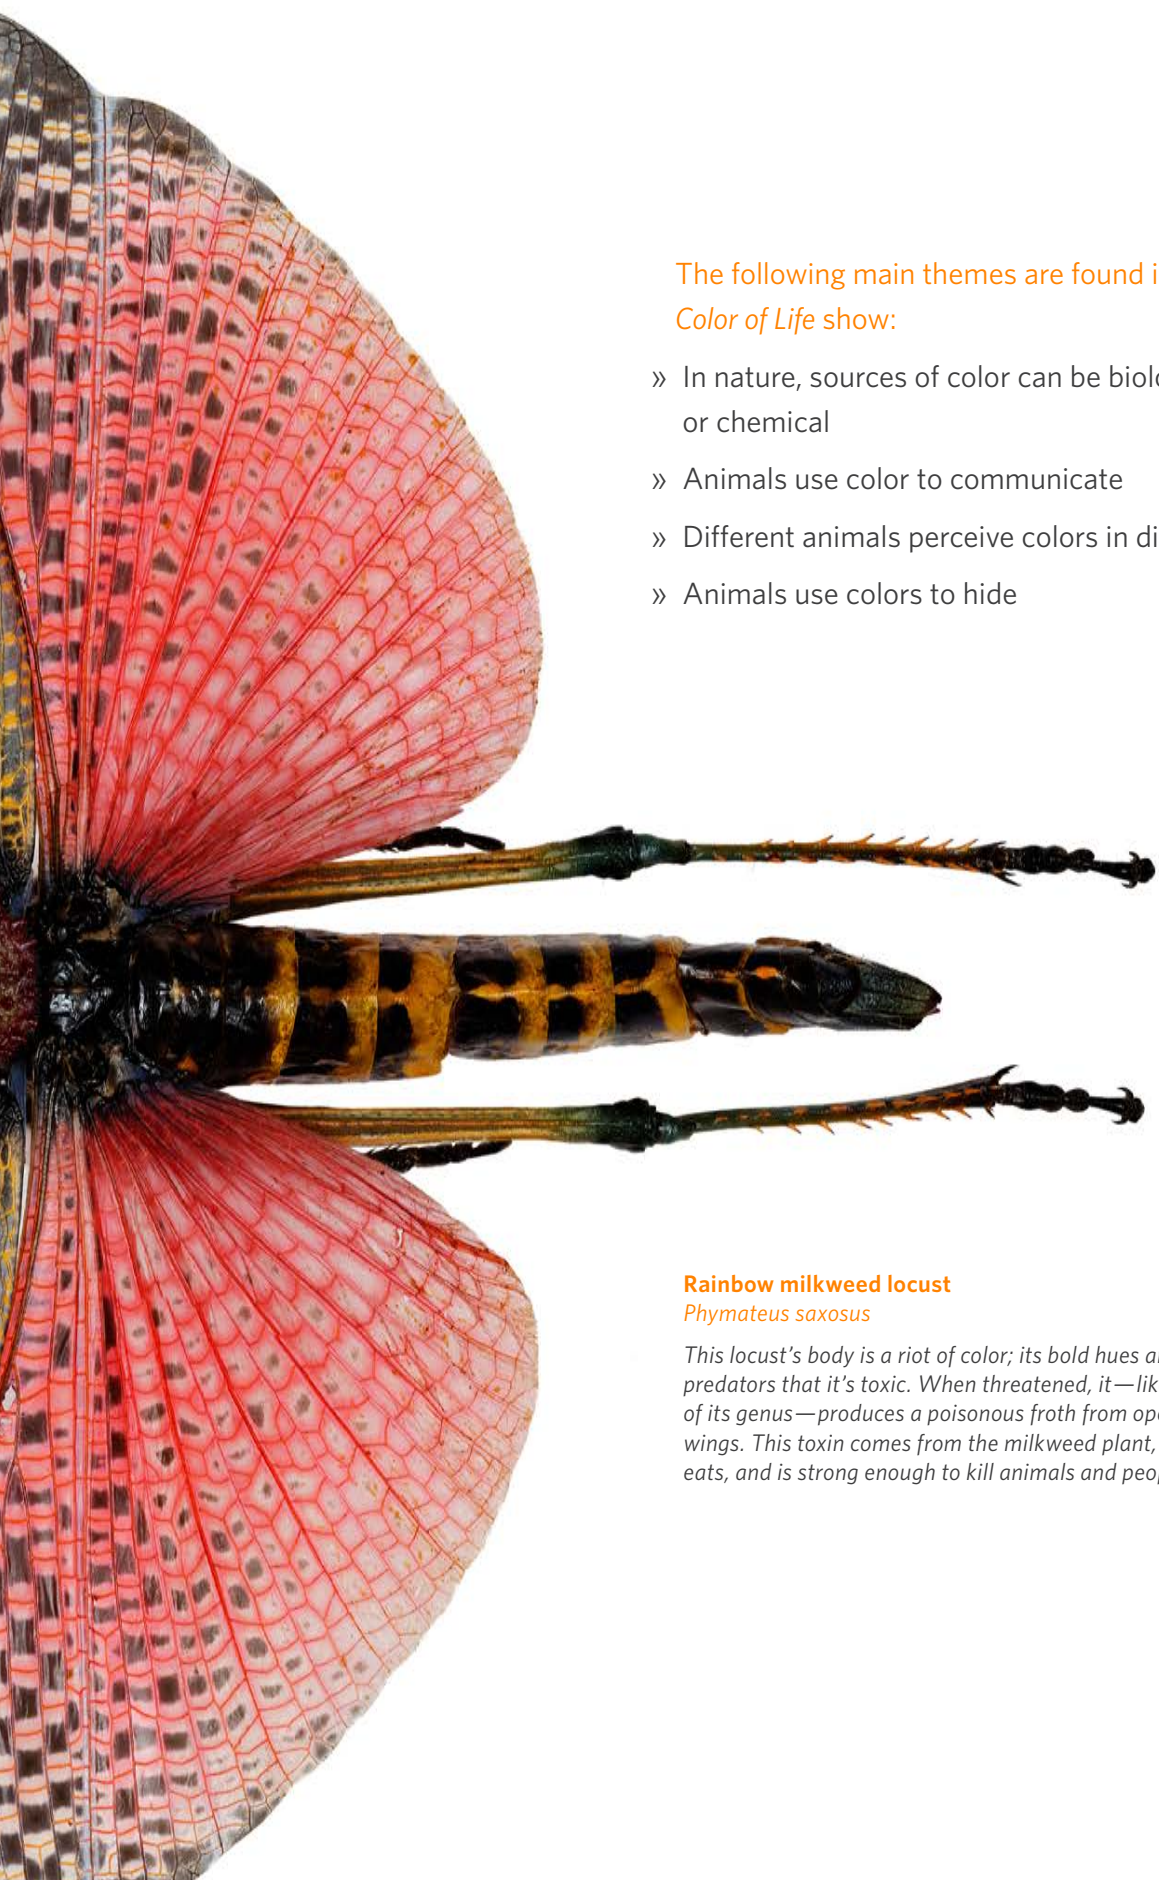 The following main themes are found
Color of Life show:
» In nature, sources of color can be
or chemical
» Animals use color to communicate
» Different animals perceive colors in
» Animals use colors to hide
Rainbow milkweed locust
Phymateus saxosus
This locust’s body is a riot of color; its bold hues
predators that it’s toxic. When threatened, it—
of its genus—produces a poisonous froth from
wings. This toxin comes from the milkweed plant,
eats, and is strong enough to kill animals and